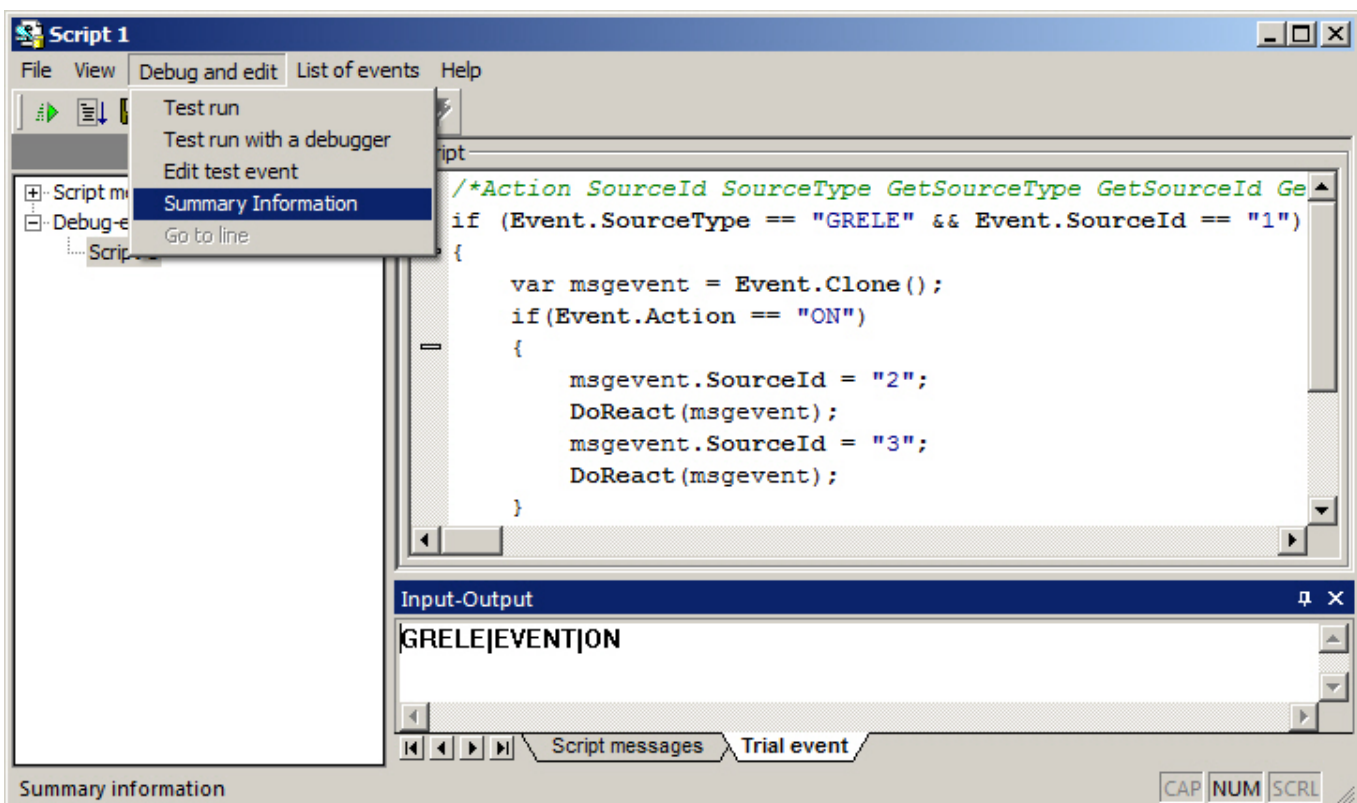 Script 1
File View Debug and edit List of events Help
Test run
Test run with a debugger
Edit test event
Summary Information
Go to line
Script
Debug-e
/*Action SourceId SourceType GetSourceType GetSourceId Ge
if (Event.SourceType == "GRELE" && Event.SourceId == "1")
{
var msgevent = Event.Clone();
if(Event.Action == "ON")
{
msgevent.SourceId = "2";
DoReact(msgevent);
msgevent.SourceId = "3";
DoReact(msgevent);
}
Input-Output
GRELE|EVENT|ON
Script messages Trial event
Summary information CAP NUM SCRL